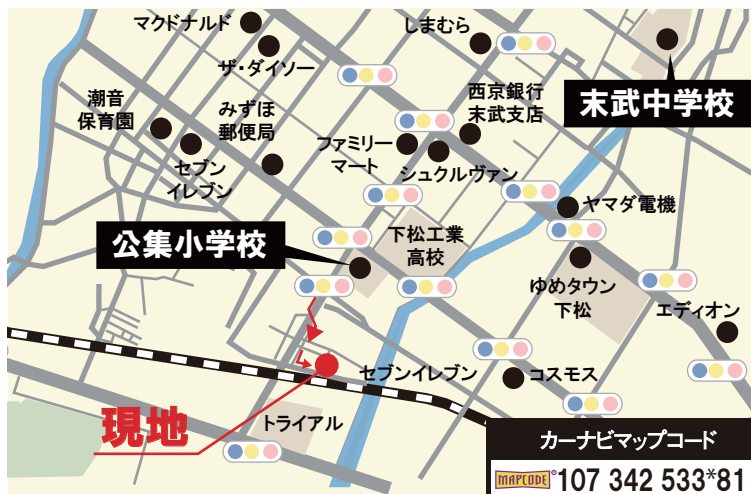 マクドナルド
しまむら
ザ・ダイソー
末武中学校
潮音
保育園
みずほ
郵便局
西京銀行
末武支店
セブン
イレブン
ファミリー
マート
シュクルヴァン
ヤマダ電機
公集小学校
下松工業
高校
ゆめタウン
下松
エディオン
セブンイレブン
コスモス
現地
トライアル
カーナビマップコード
MAPCODE 107 342 533*81